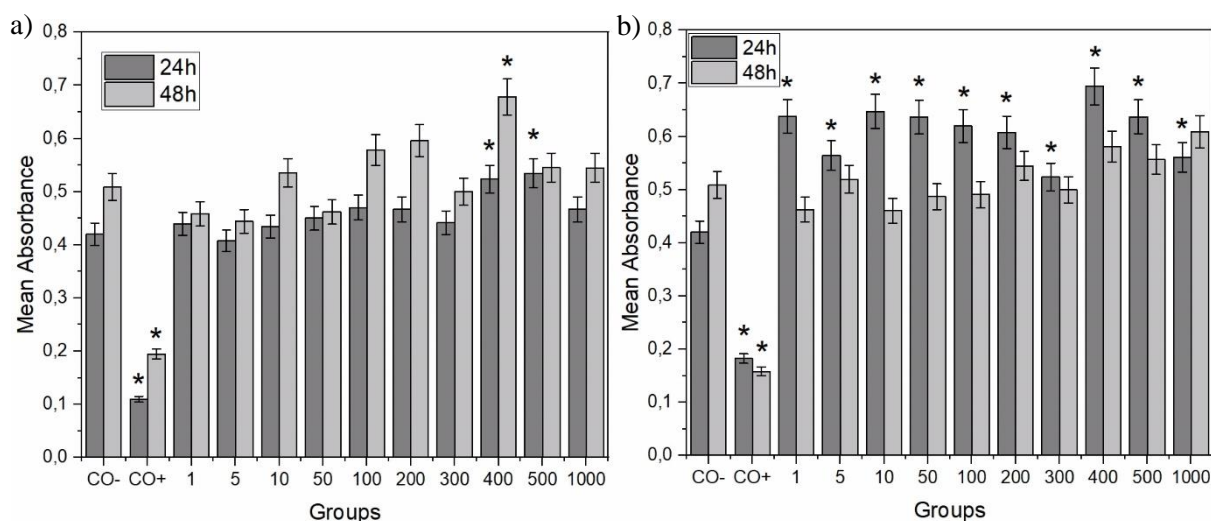 a)
0,8
0,7
0,6
0,5
0,4
0,3
0,2
0,1
0,0
Mean Absorbance
24h
48h
* * * * *
CO- CO+ 1 5 10 50 100 200 300 400 500 1000
Groups
b)
0,8
0,7
0,6
0,5
0,4
0,3
0,2
0,1
0,0
Mean Absorbance
24h
48h
* * * * * * * * * * * *
CO- CO+ 1 5 10 50 100 200 300 400 500 1000
Groups